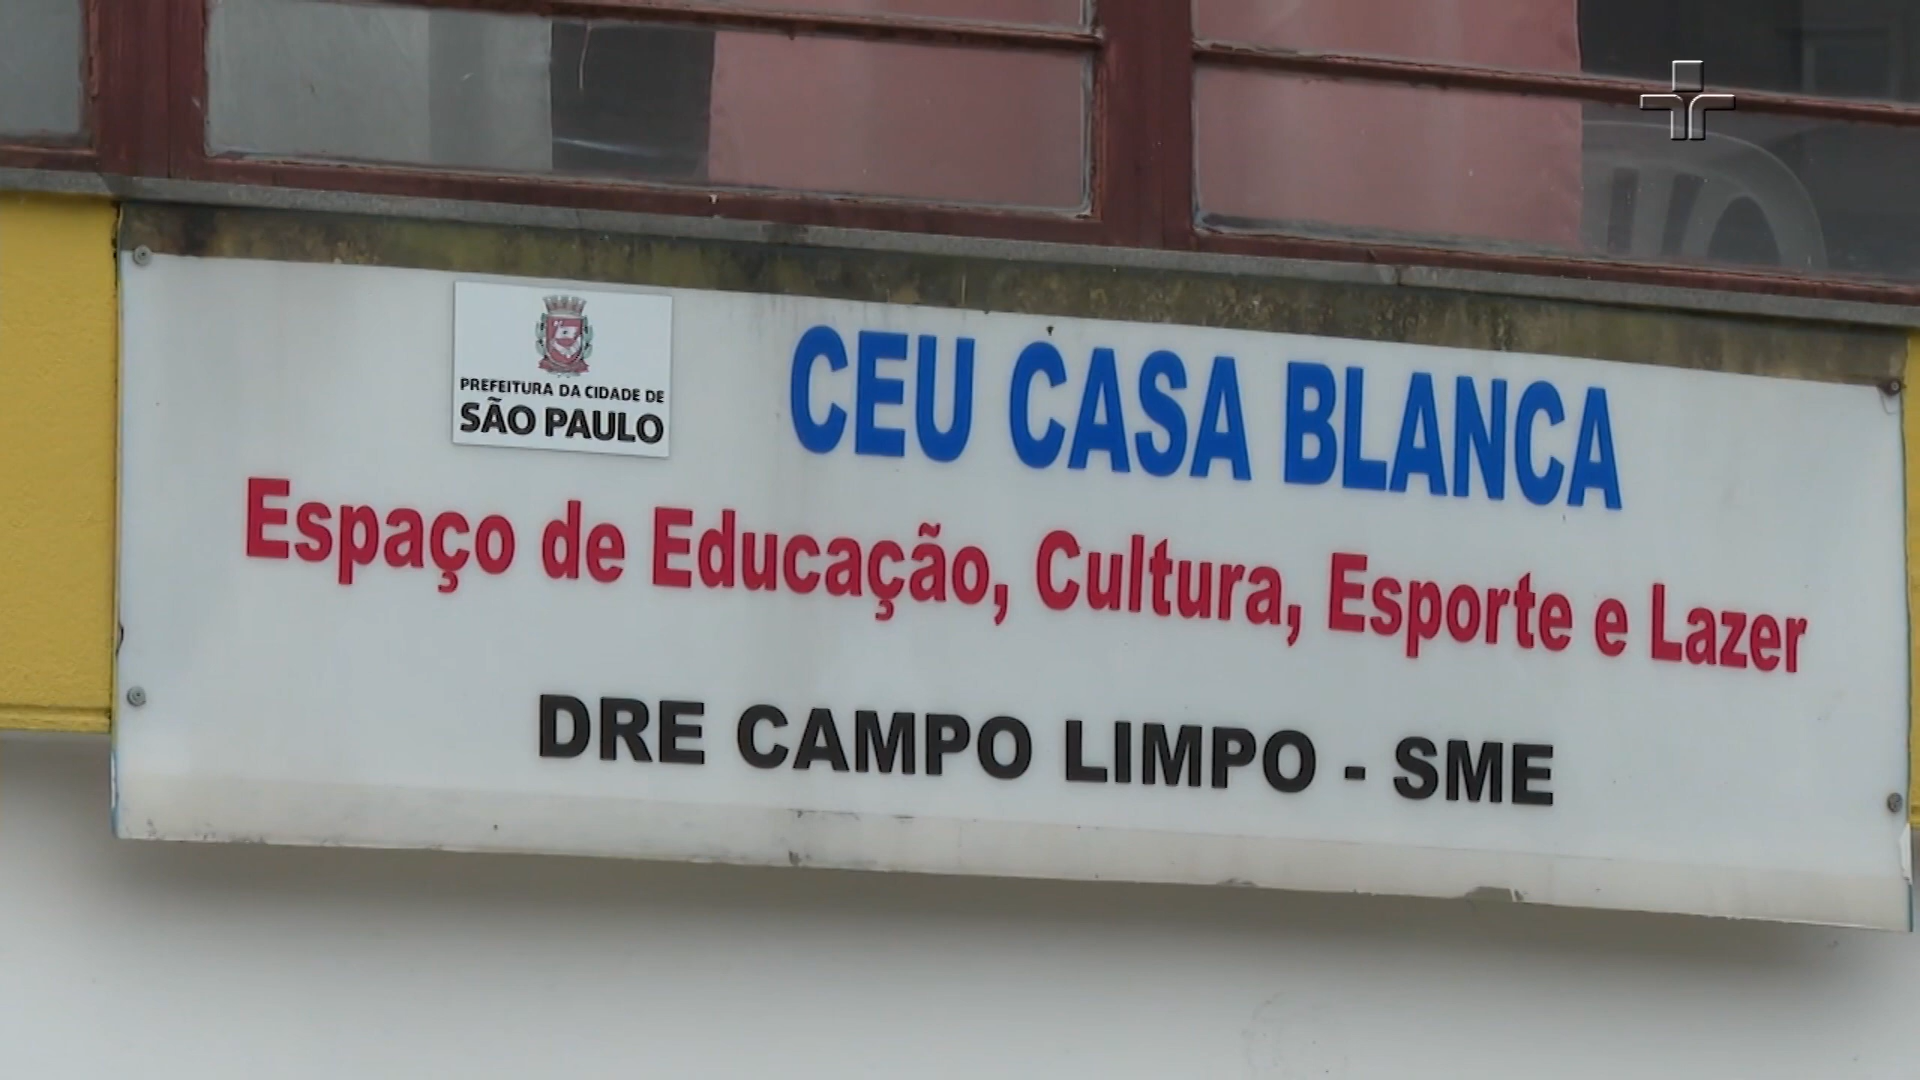 PREFEITURA DA CIDADE DE
SÃO PAULO
CEU CASA BLANCA
Espaço de Educação, Cultura, Esporte e Lazer
DRE CAMPO LIMPO - SME